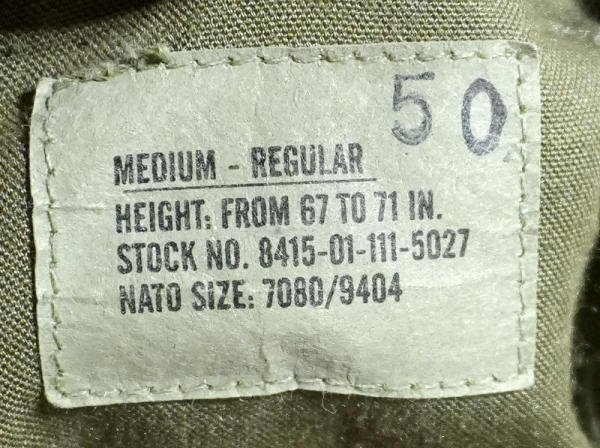 50
MEDIUM - REGULAR
HEIGHT: FROM 67 TO 71 IN.
STOCK NO. 8415-01-111-5027
NATO SIZE: 7080/9404